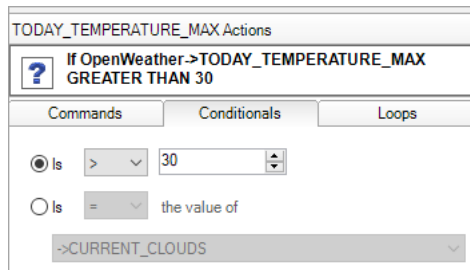 TODAY_TEMPERATURE_MAX Actions
? If OpenWeather->TODAY_TEMPERATURE_MAX
GREATER THAN 30
Commands Conditionals Loops
Is > 30
Is = the value of
->CURRENT_CLOUDS